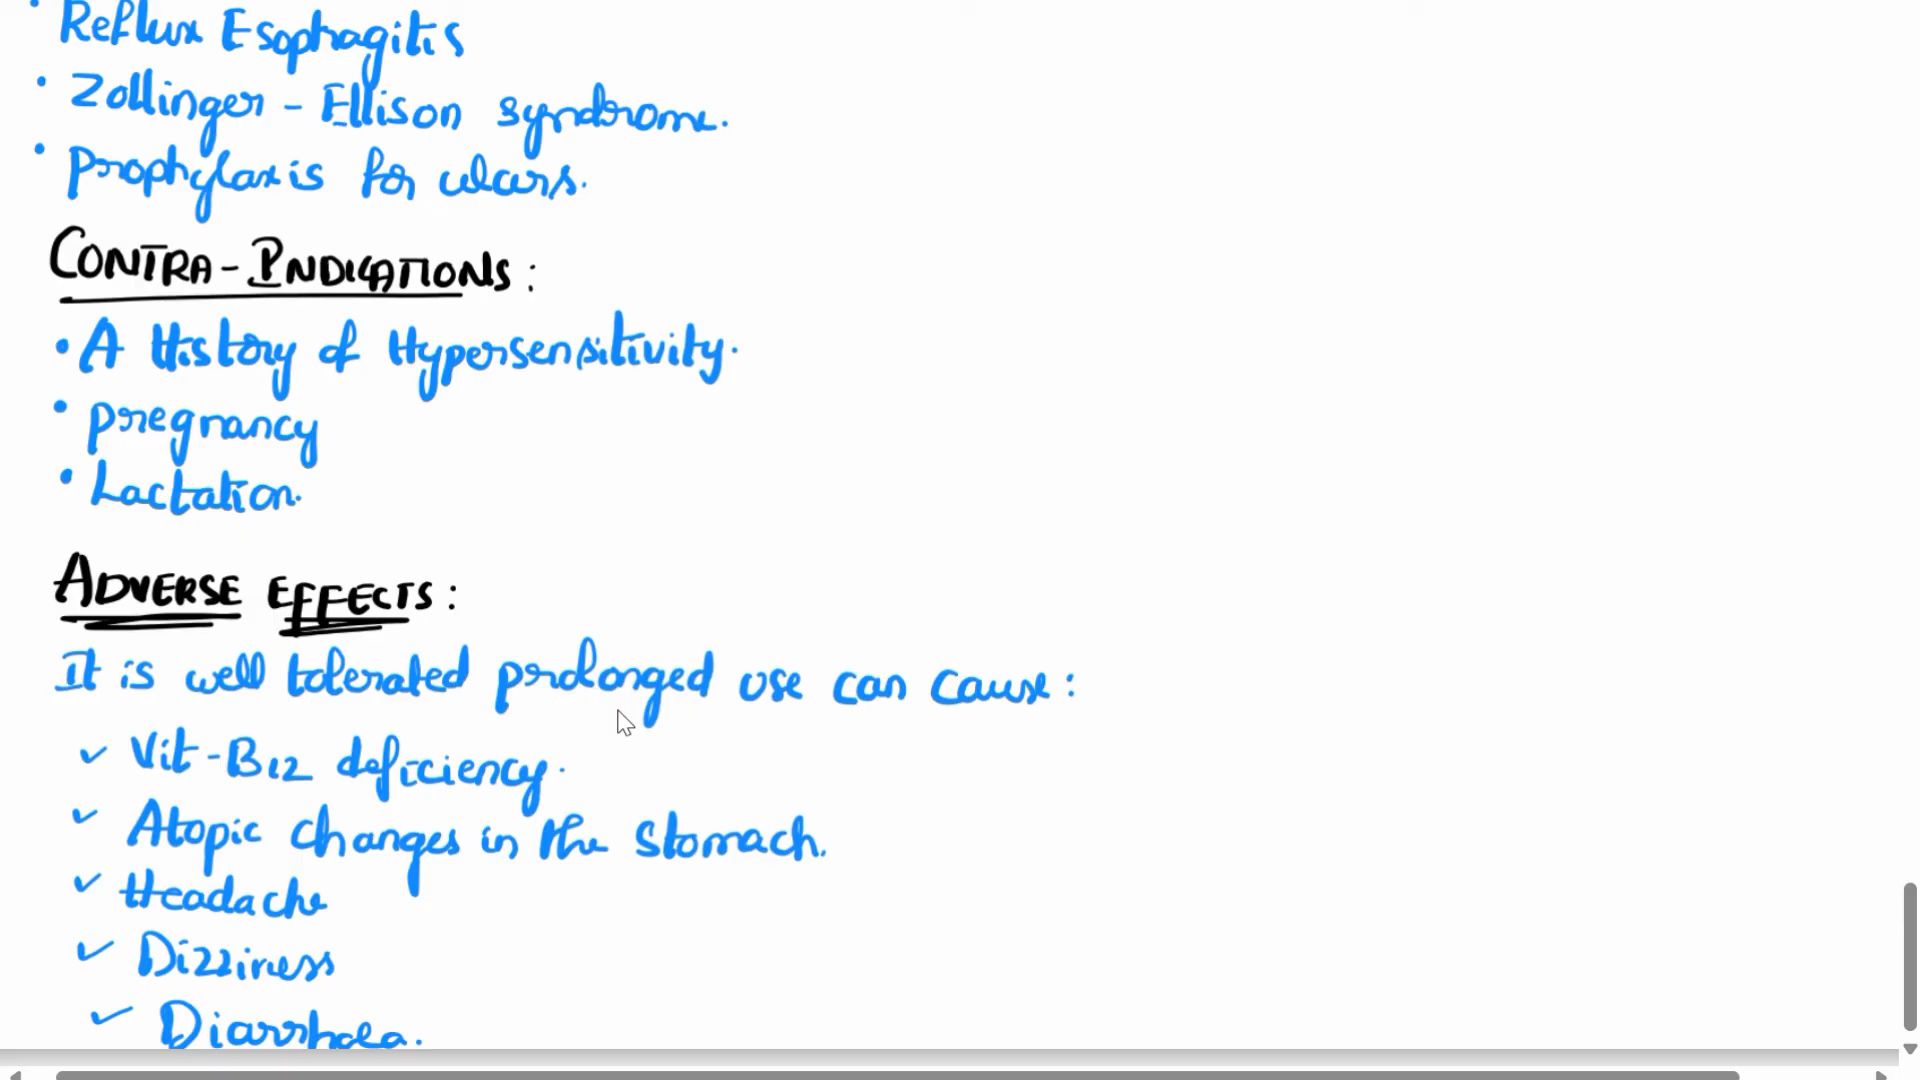 • Reflux Esophagitis
• Zollinger - Ellison syndrome.
• Prophylaxis for ulcers.
CONTRA-INDICATIONS:
• A History of Hypersensitivity.
• pregnancy
• Lactation.
ADVERSE EFFECTS:
It is well tolerated prolonged use can cause:
✓ Vit-B12 deficiency.
✓ Atopic changes in the stomach.
✓ Headache
✓ Dizziness
✓ Diarrhoea.